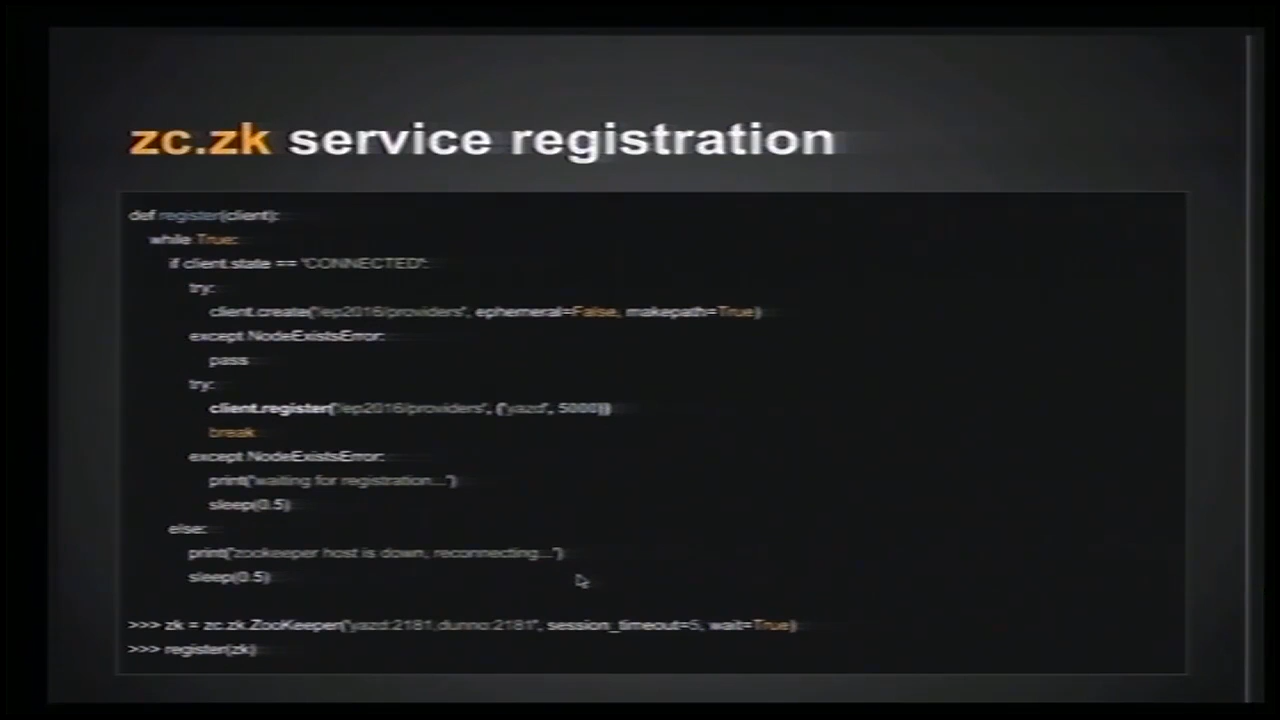 zc.zk service registration
def register(client):
while True:
if client.state == 'CONNECTED':
try:
client.create('/ep2016/providers', ephemeral=False, makepath=True)
except NodeExistsError:
pass
try:
client.register('/ep2016/providers', ('yazd', 5000))
break
except NodeExistsError:
print("waiting for registration...")
sleep(0.5)
else:
print("zookeeper host is down, reconnecting...")
sleep(0.5)
>>> zk = zc.zk.ZooKeeper("yazd:2181,dunno:2181", session_timeout=5, wait=True)
>>> register(zk)